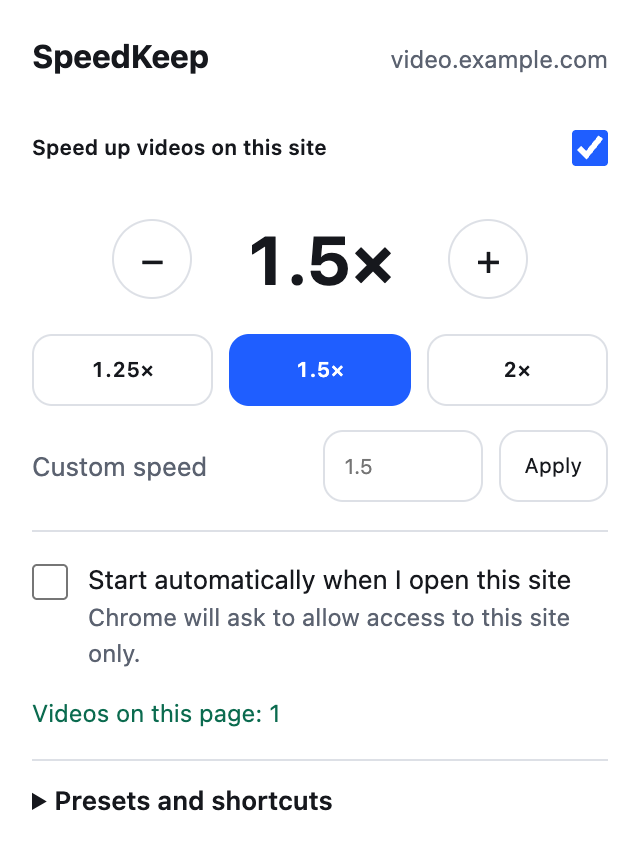 SpeedKeep
video.example.com
Speed up videos on this site
− 1.5× +
1.25× 1.5× 2×
Custom speed 1.5 Apply
Start automatically when I open this site
Chrome will ask to allow access to this site
only.
Videos on this page: 1
Presets and shortcuts